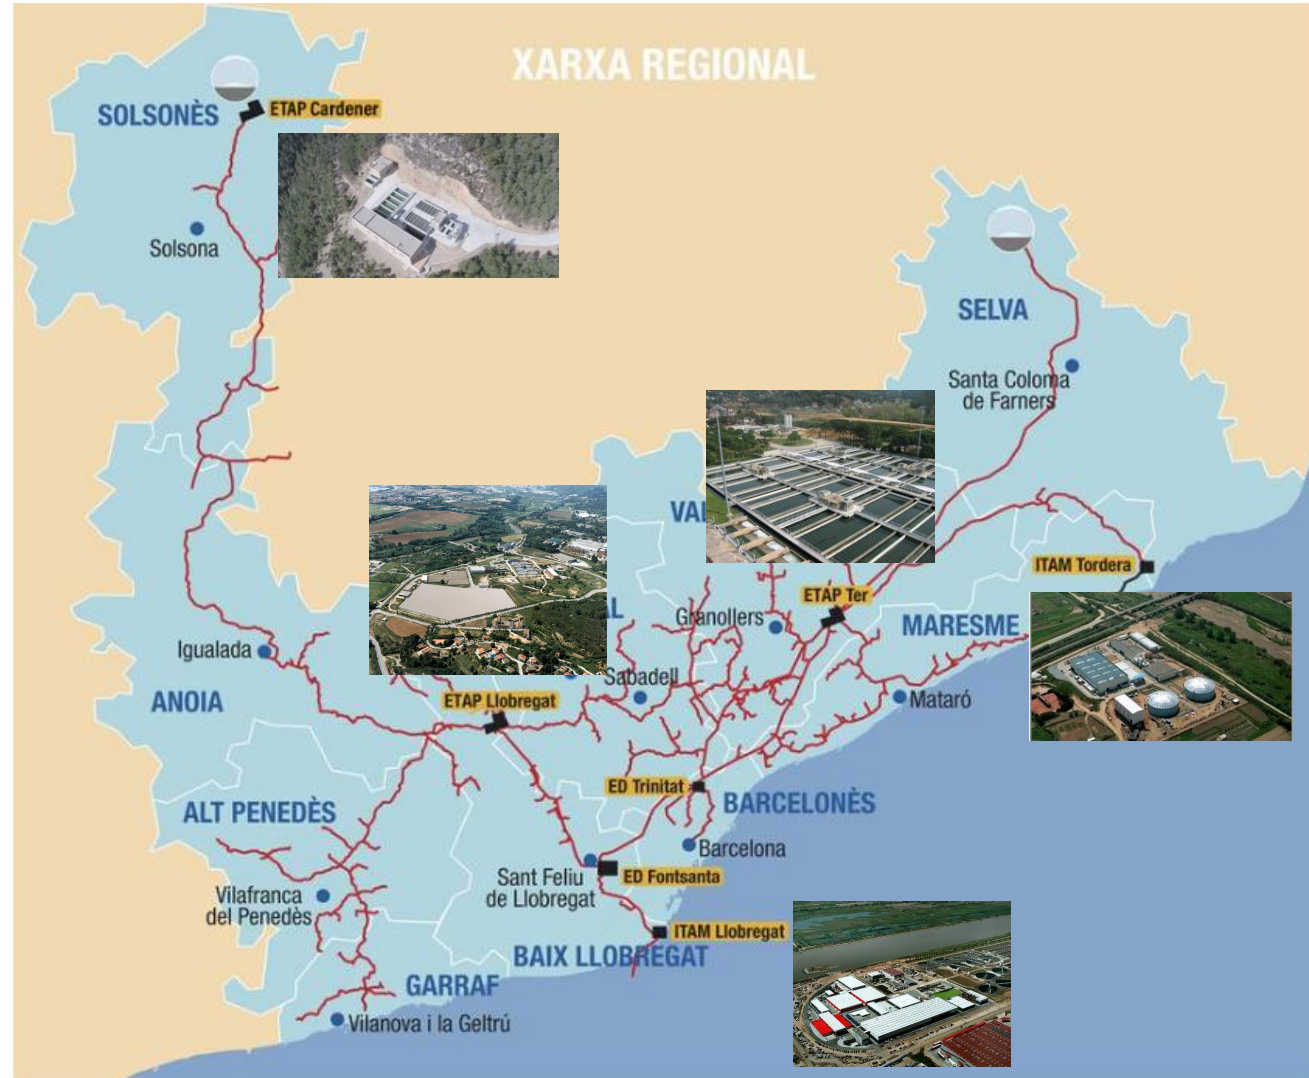 XARXA REGIONAL
ETAP Cardener
SOLSONÈS
Solsona
SELVA
Santa Coloma
de Farners
ITAM Tordera
ETAP Ter
Granollers
MARESME
Igualada
Sabadell
ANOIA
ETAP Llobregat
Mataró
ED Trinitat
BARCELONÈS
ALT PENEDÈS
Barcelona
Sant Feliu
de Llobregat
ED Fontsanta
Vilafranca
del Penedès
ITAM Llobregat
BAIX LLOBREGAT
GARRAF
Vilanova i la Geltrú